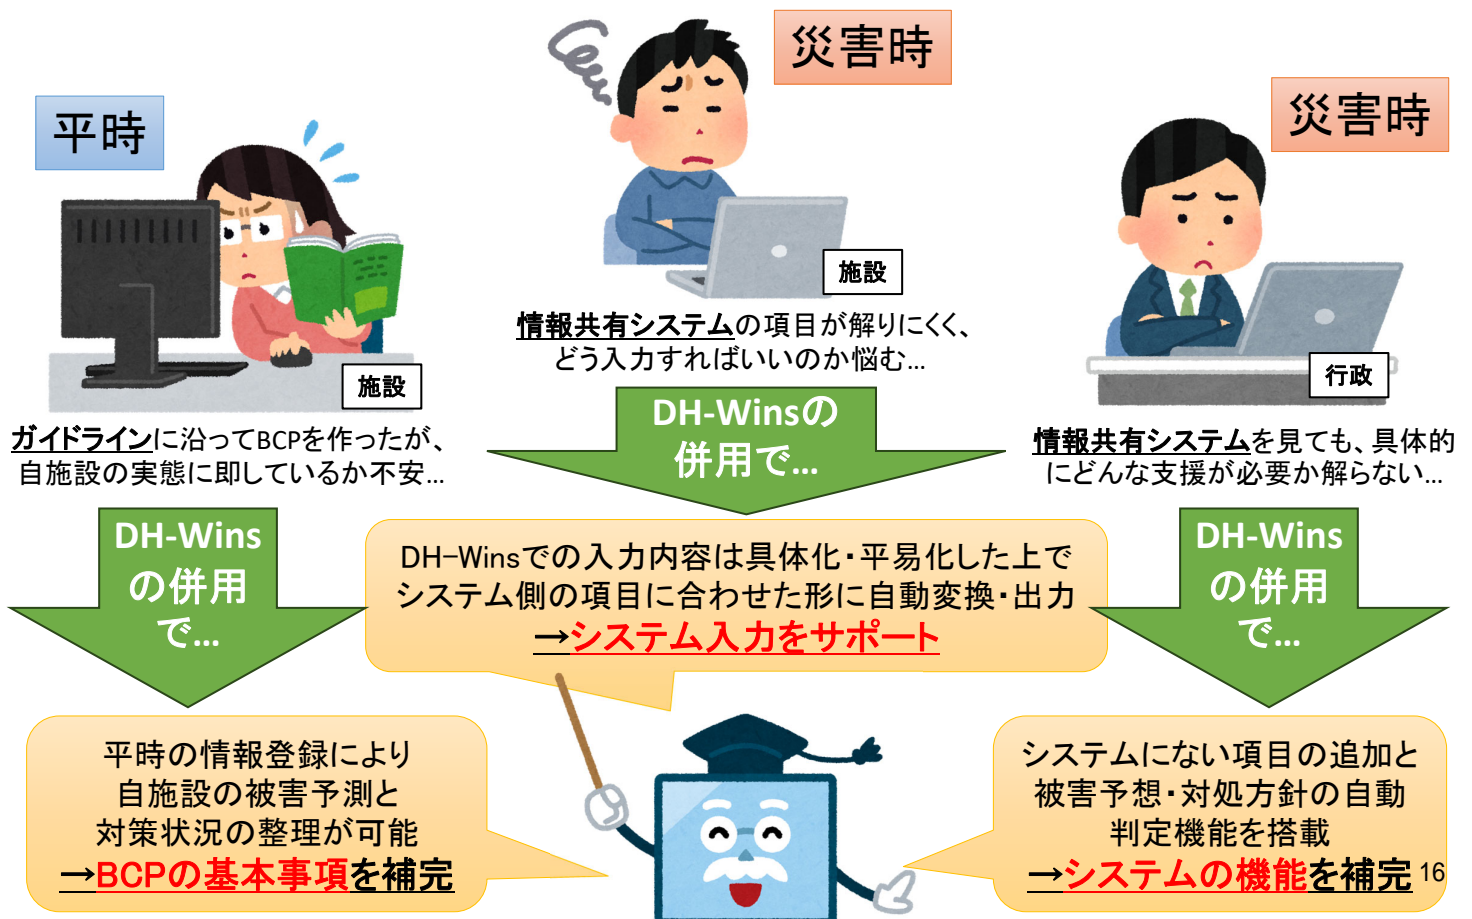 平時
施設
ガイドラインに沿ってBCPを作ったが、
自施設の実態に即しているか不安…
DH-Wins
の併用
で…
平時の情報登録により
自施設の被害予測と
対策状況の整理が可能
→BCPの基本事項を補完
災害時
施設
情報共有システムの項目が解りにくく、
どう入力すればいいのか悩む…
DH-Winsの
併用で…
DH-Winsでの入力内容は具体化・平易化した上で
システム側の項目に合わせた形に自動変換・出力
→システム入力をサポート
災害時
行政
情報共有システムを見ても、具体的
にどんな支援が必要か解らない…
DH-Wins
の併用
で…
システムにない項目の追加と
被害予想・対処方針の自動
判定機能を搭載
→システムの機能を補完
16